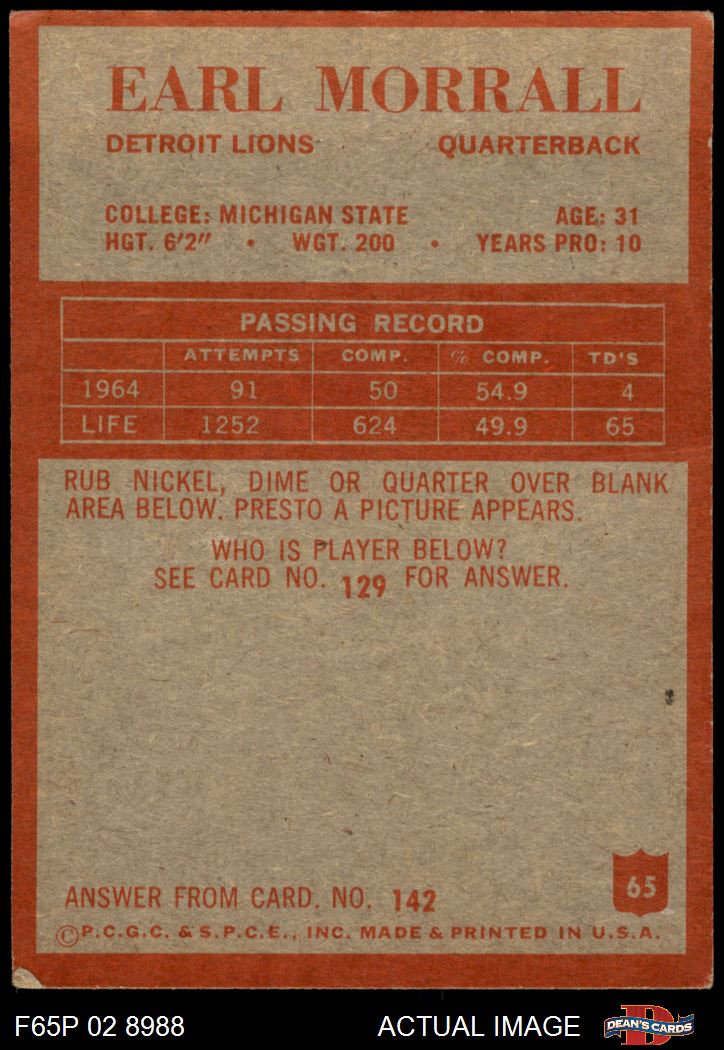 EARL MORRALL
DETROIT LIONS QUARTERBACK
COLLEGE: MICHIGAN STATE AGE: 31
HGT. 6'2" • WGT. 200 • YEARS PRO: 10
PASSING RECORD
ATTEMPTS COMP. % COMP. TD'S
1964 91 50 54.9 4
LIFE 1252 624 49.9 65
RUB NICKEL, DIME OR QUARTER OVER BLANK
AREA BELOW. PRESTO A PICTURE APPEARS.
WHO IS PLAYER BELOW?
SEE CARD NO. 129 FOR ANSWER.
65
ANSWER FROM CARD. NO. 142
©P.C.G.C. & S.P.C.E., INC. MADE & PRINTED IN U.S.A.
F65P 02 8988 ACTUAL IMAGE D DEAN'S CARDS